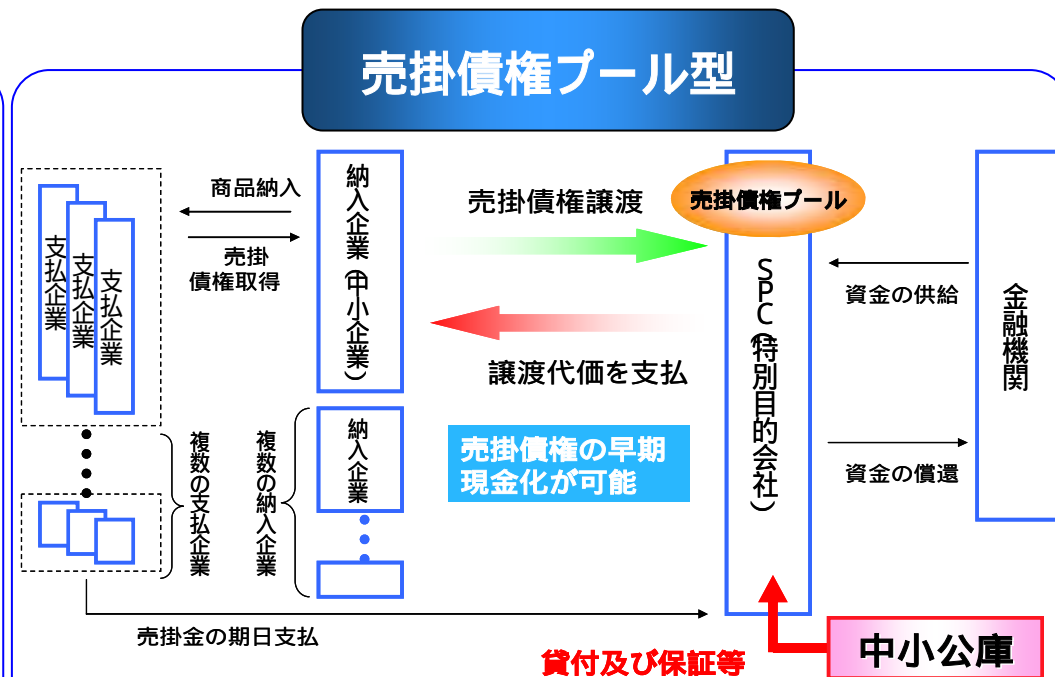 売掛債権プール型
商品納入
売掛
債権取得
支払企業
支払企業
支払企業
納入企業(中小企業)
売掛債権譲渡
譲渡代価を支払
売掛債権プール
SPC(特別目的会社)
資金の供給
資金の償還
金融機関
複数の支払企業
複数の納入企業
納入企業
売掛債権の早期
現金化が可能
売掛金の期日支払
貸付及び保証等
中小公庫